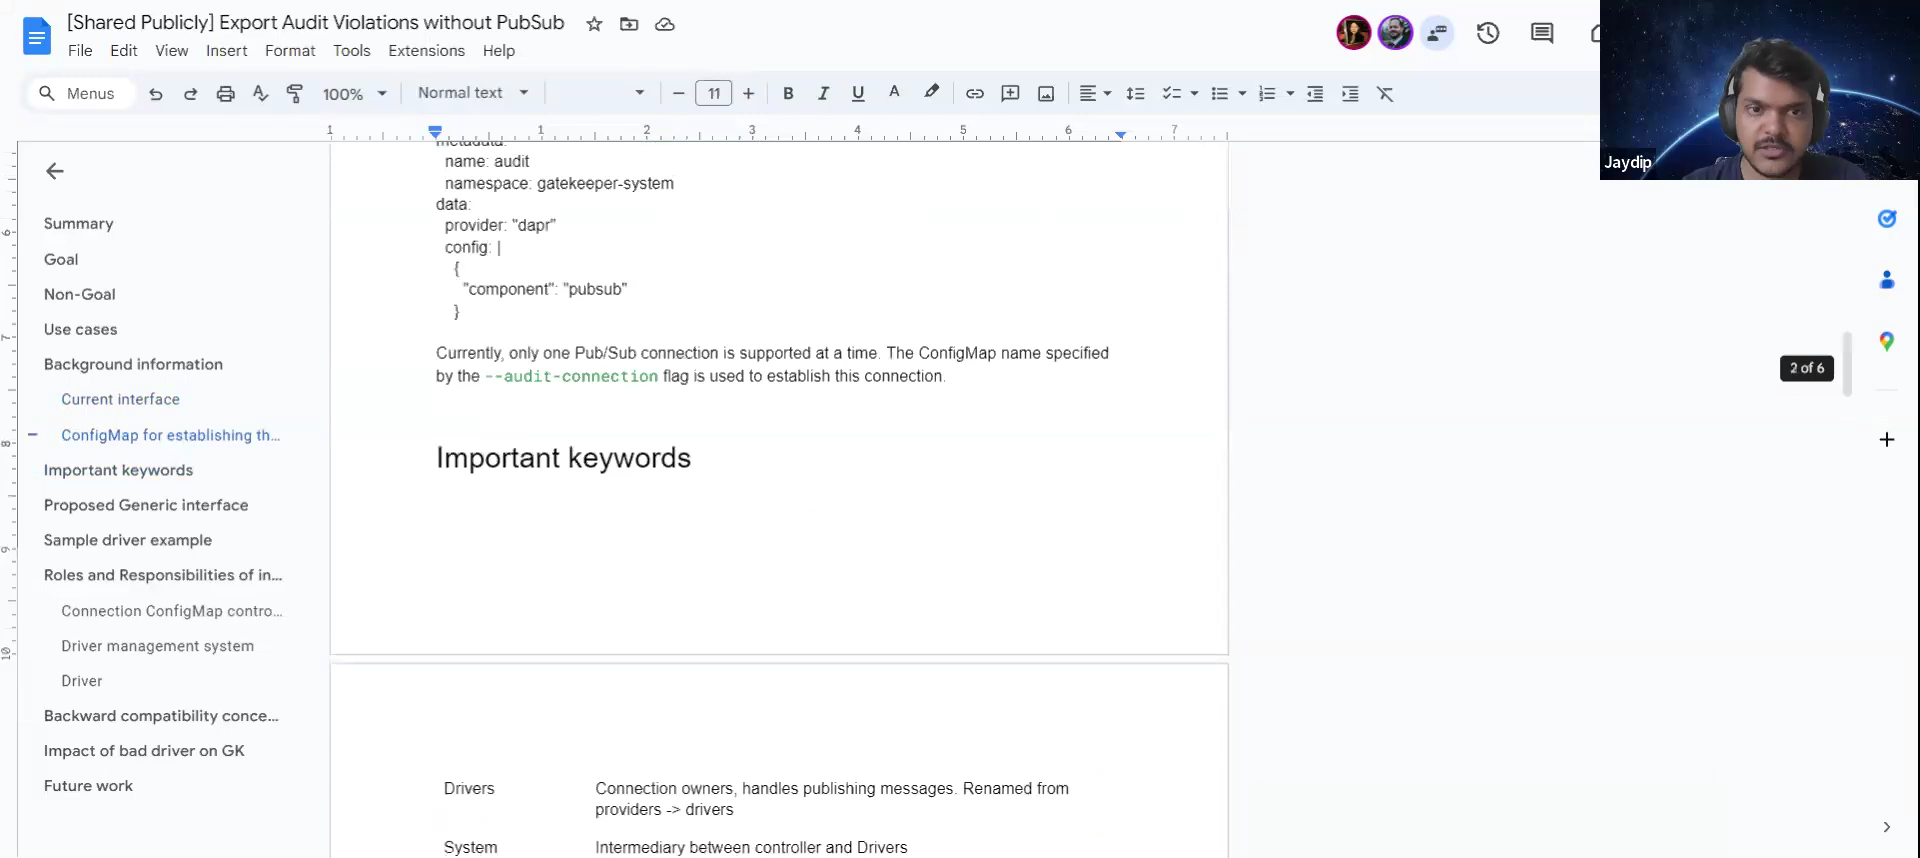 [Shared Publicly] Export Audit Violations without PubSub
File Edit View Insert Format Tools Extensions Help
Menus 100% Normal text 11
1 1 2 3 4 5 6 7
Jaydip
Summary
Goal
Non-Goal
Use cases
Background information
Current interface
ConfigMap for establishing th...
Important keywords
Proposed Generic interface
Sample driver example
Roles and Responsibilities of in...
Connection ConfigMap contro...
Driver management system
Driver
Backward compatibility conce...
Impact of bad driver on GK
Future work
6
7
8
9
10
metadata:
name: audit
namespace: gatekeeper-system
data:
provider: "dapr"
config: |
{
"component": "pubsub"
}
Currently, only one Pub/Sub connection is supported at a time. The ConfigMap name specified
by the --audit-connection flag is used to establish this connection.
Important keywords
Drivers Connection owners, handles publishing messages. Renamed from
providers -> drivers
System Intermediary between controller and Drivers
2 of 6